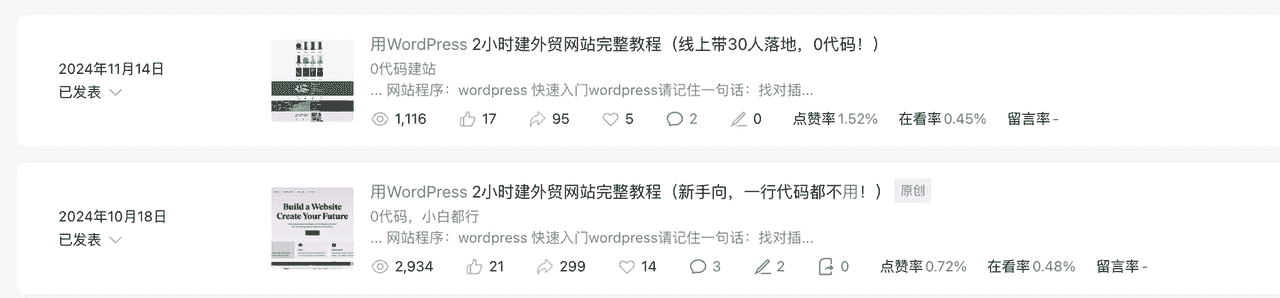 用WordPress 2小时建外贸网站完整教程（线上带30人落地，0代码！）
2024年11月14日
0代码建站
已发表
... 网站程序：wordpress 快速入门wordpress请记住一句话：找对插...
1,116 17 95 5 2 0 点赞率1.52% 在看率0.45% 留言率-
用WordPress 2小时建外贸网站完整教程（新手向，一行代码都不用！） 原创
Build a Website
Create Your Future
2024年10月18日
0代码，小白都行
已发表
... 网站程序：wordpress 快速入门wordpress请记住一句话：找对插...
2,934 21 299 14 3 2 0 点赞率0.72% 在看率0.48% 留言率-